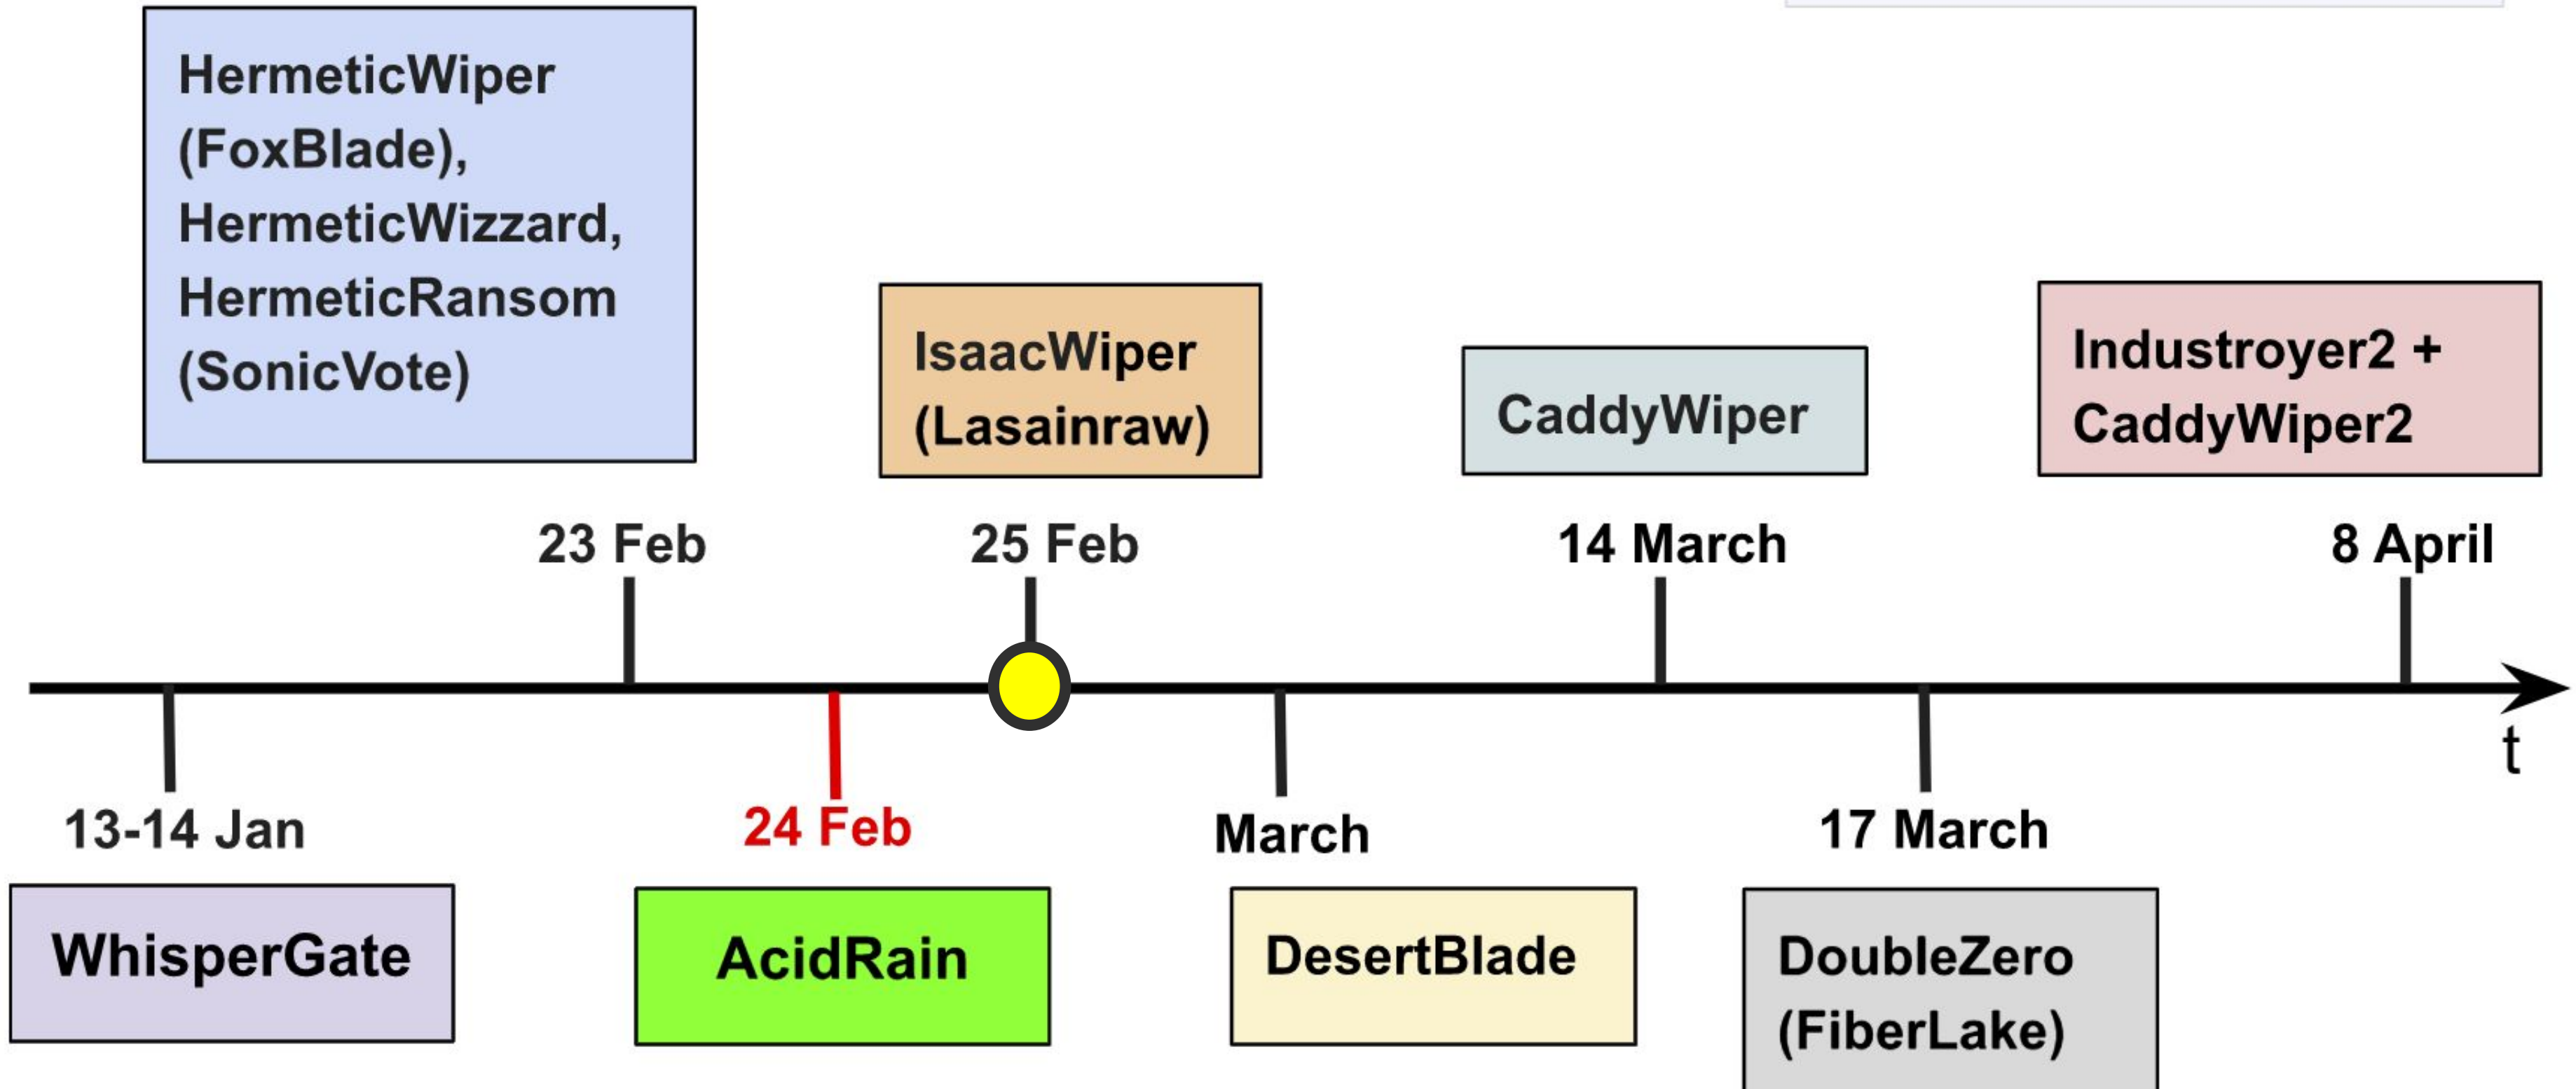 HermeticWiper
(FoxBlade),
HermeticWizzard,
HermeticRansom
(SonicVote)
IsaacWiper
(Lasainraw)
CaddyWiper
Industroyer2 +
CaddyWiper2
23 Feb
25 Feb
14 March
8 April
t
13-14 Jan
24 Feb
March
17 March
WhisperGate
AcidRain
DesertBlade
DoubleZero
(FiberLake)